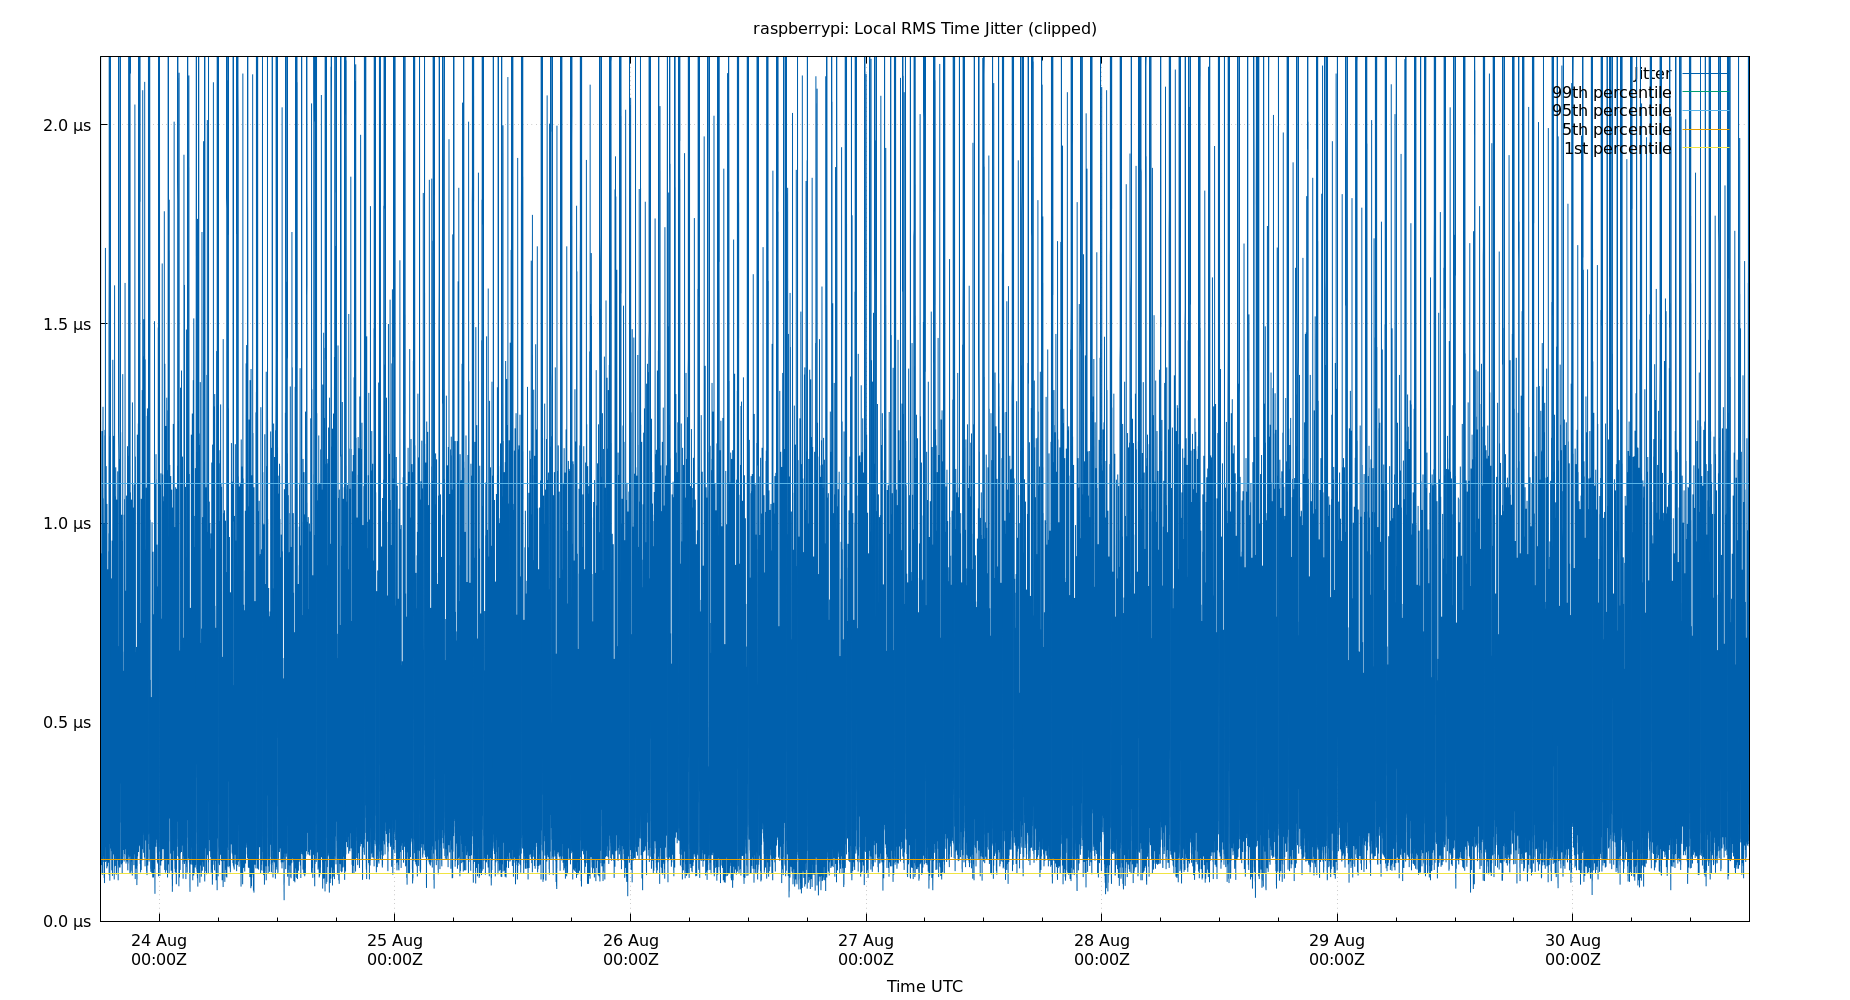 raspberrypi: Local RMS Time Jitter (clipped)
Jitter
99th percentile
95th percentile
5th percentile
1st percentile
2.0 µs
1.5 µs
1.0 µs
0.5 µs
0.0 µs
24 Aug 25 Aug 26 Aug 27 Aug 28 Aug 29 Aug 30 Aug
00:00Z 00:00Z 00:00Z 00:00Z 00:00Z 00:00Z 00:00Z
Time UTC